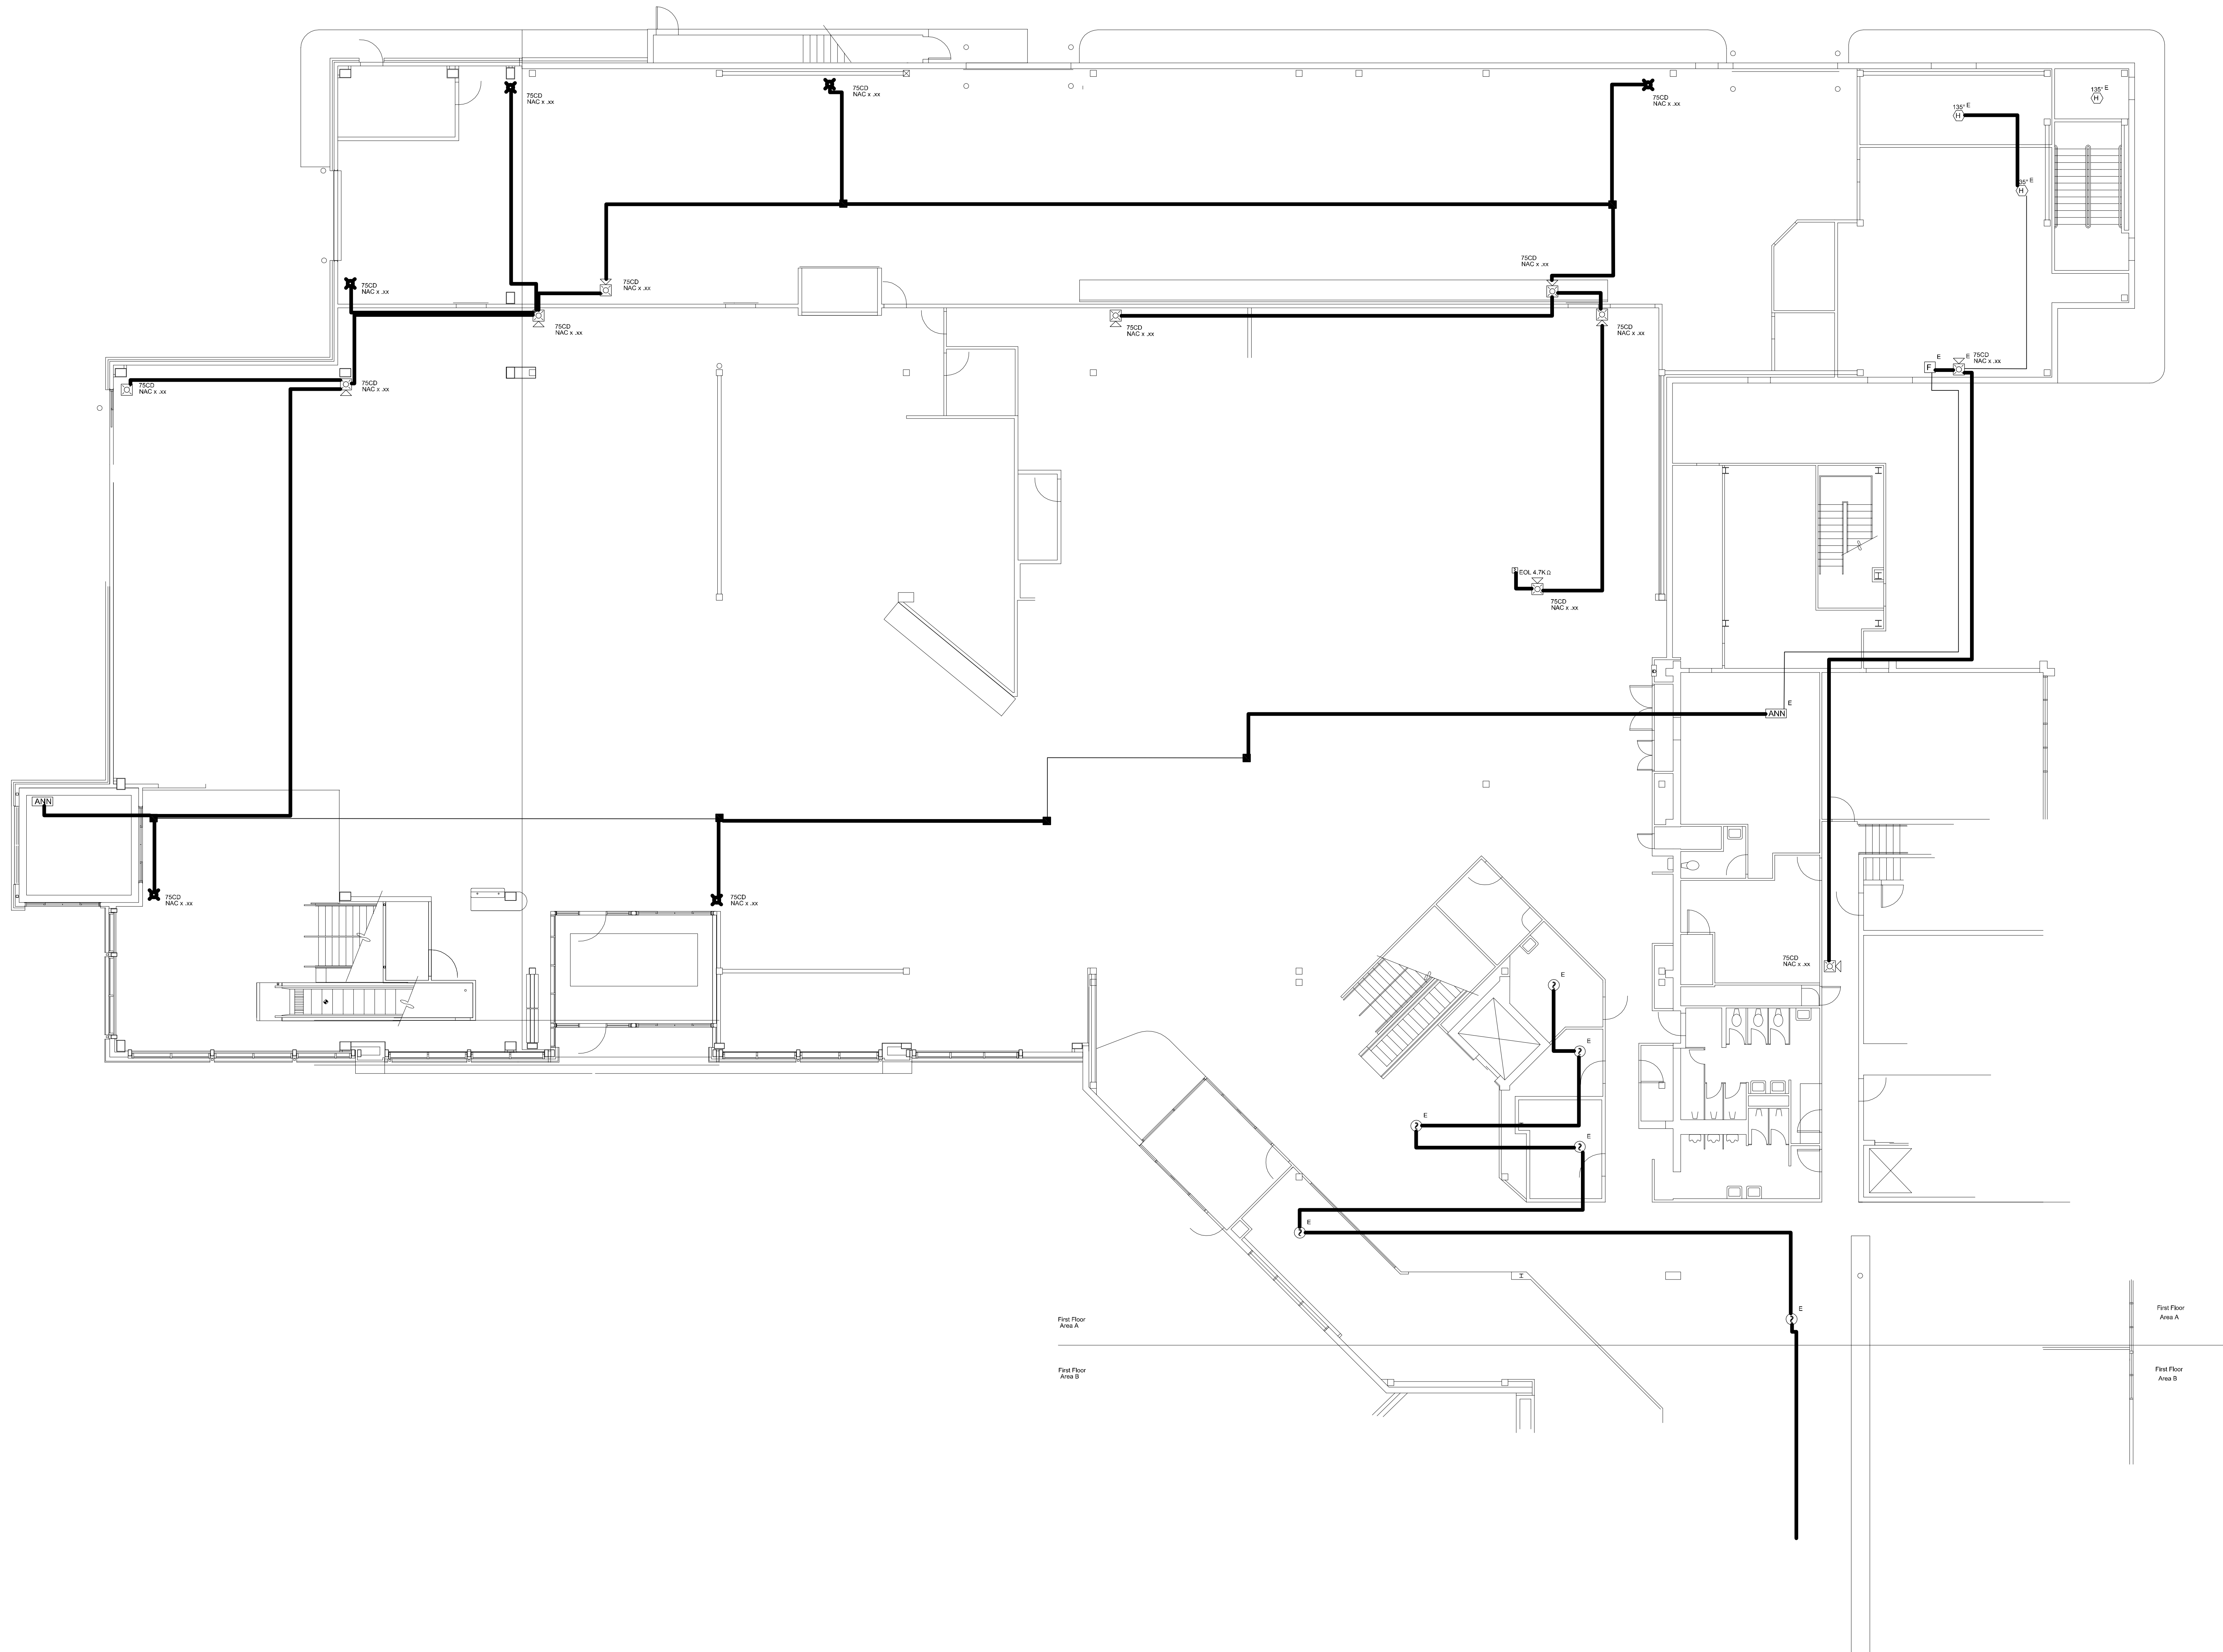 135° E
H
135° E
H
75CD
NAC x .xx
75CD
NAC x .xx
75CD
NAC x .xx
35° E
H
75CD
NAC x .xx
75CD
NAC x .xx
75CD
NAC x .xx
75CD
NAC x .xx
75CD
NAC x .xx
75CD
NAC x .xx
E
F
E
75CD
NAC x .xx
75CD
NAC x .xx
75CD
NAC x .xx
EOL 4.7K Ω
75CD
NAC x .xx
E
ANN
ANN
75CD
NAC x .xx
75CD
NAC x .xx
75CD
NAC x .xx
E
E
E
E
E
E
First Floor
Area A
First Floor
Area A
First Floor
Area B
First Floor
Area B